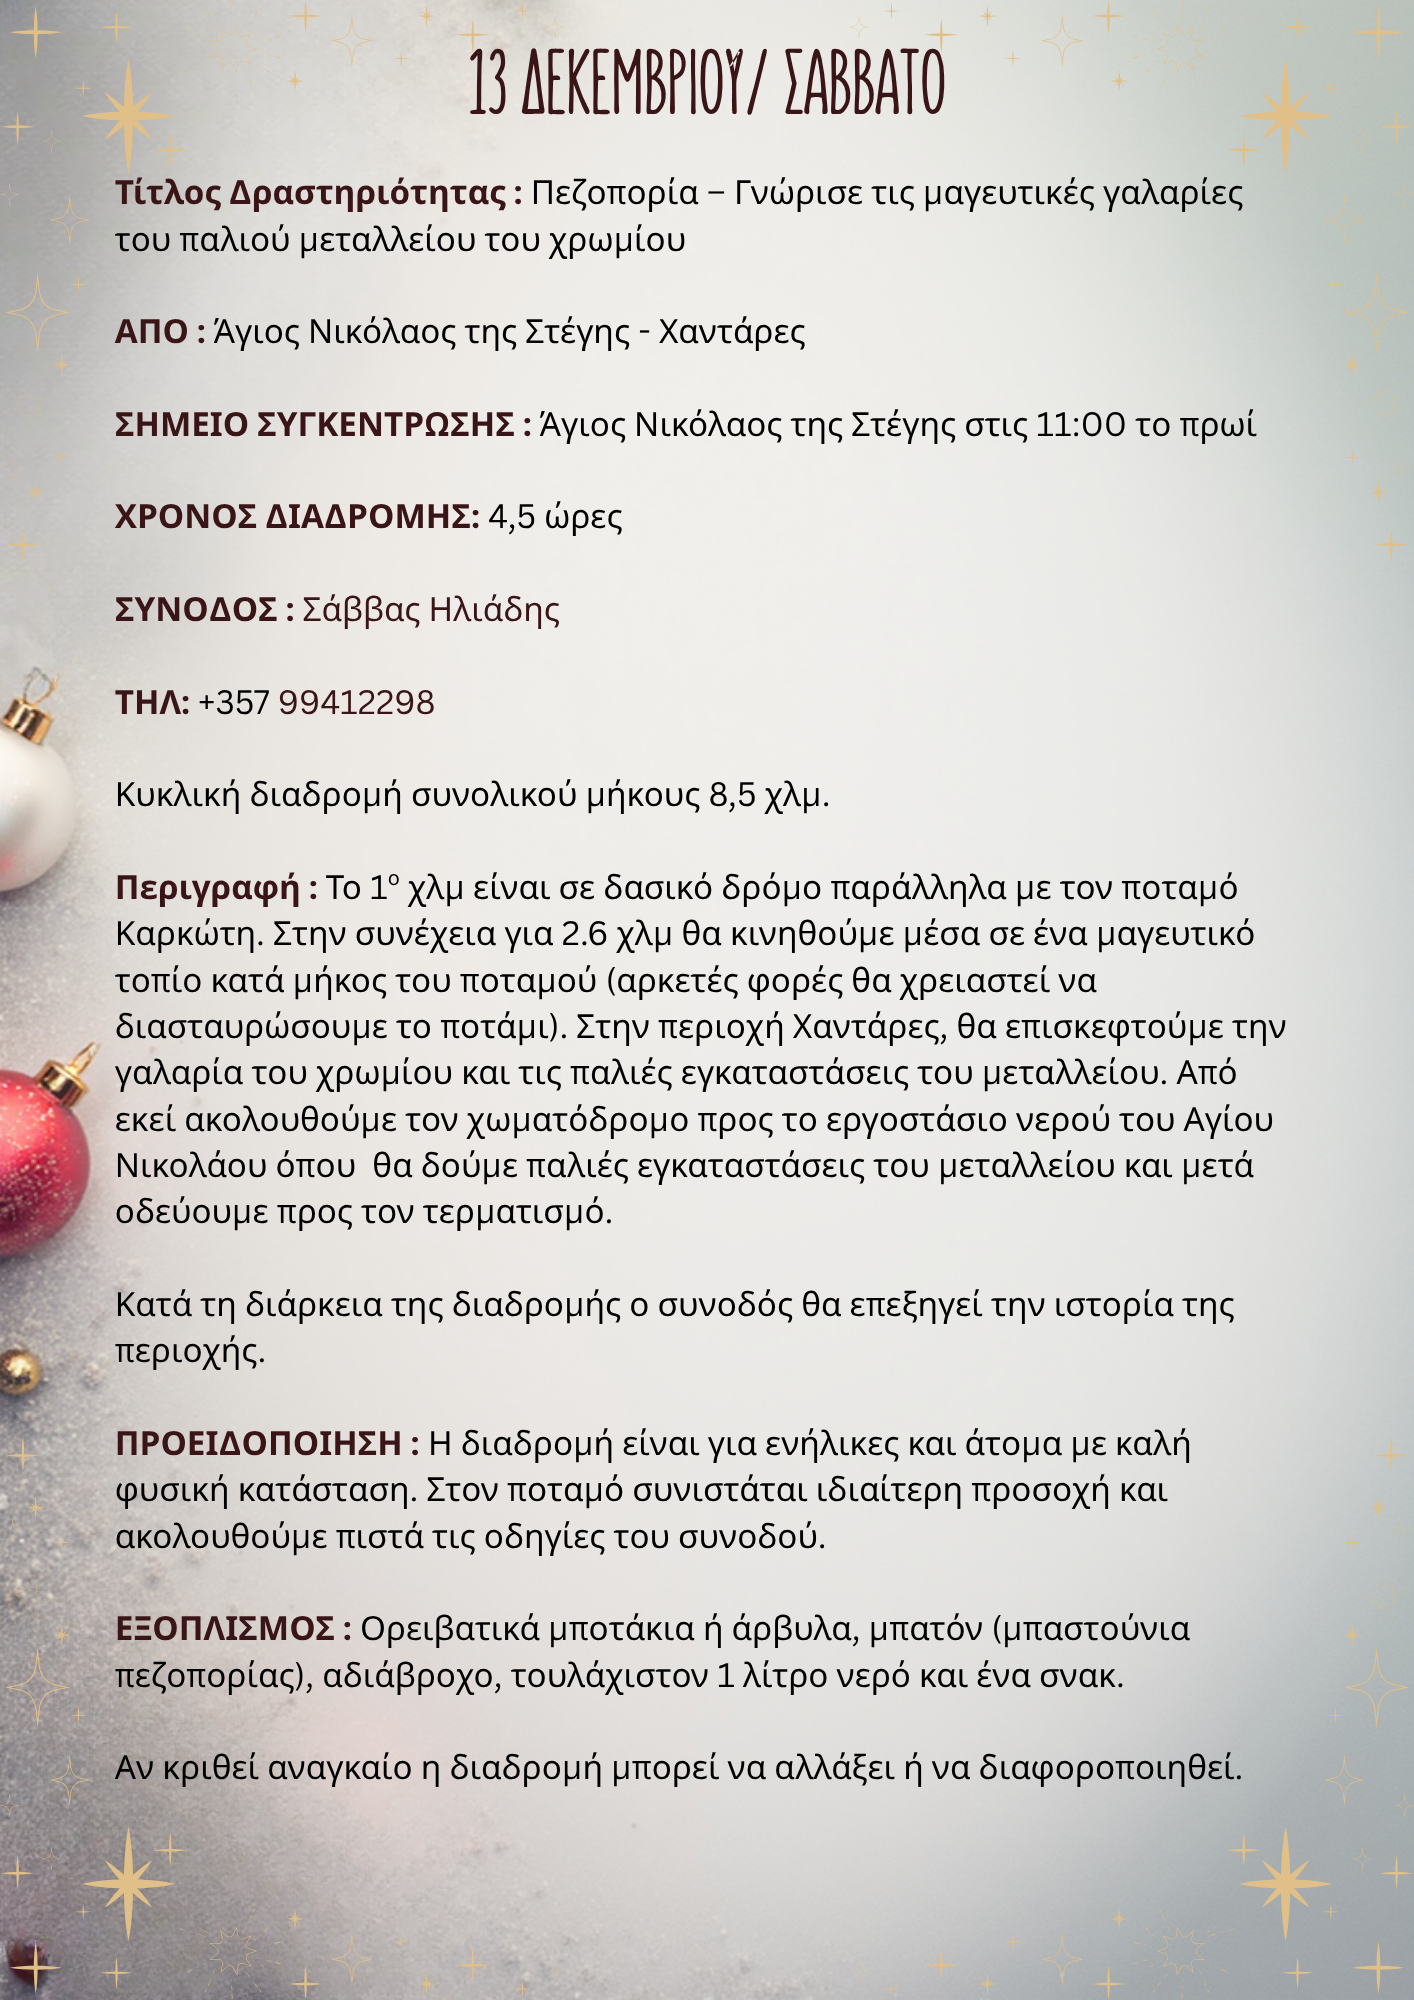 13 ΔΕΚΕΜΒΡΙΟΥ/ ΣΑΒΒΑΤΟ
Τίτλος Δραστηριότητας : Πεζοπορία – Γνώρισε τις μαγευτικές γαλαρίες
του παλιού μεταλλείου του χρωμίου
ΑΠΟ : Άγιος Νικόλαος της Στέγης - Χαντάρες
ΣΗΜΕΙΟ ΣΥΓΚΕΝΤΡΩΣΗΣ : Άγιος Νικόλαος της Στέγης στις 11:00 το πρωί
ΧΡΟΝΟΣ ΔΙΑΔΡΟΜΗΣ: 4,5 ώρες
ΣΥΝΟΔΟΣ : Σάββας Ηλιάδης
ΤΗΛ: +357 99412298
Κυκλική διαδρομή συνολικού μήκους 8,5 χλμ.
Περιγραφή : Το 1º χλμ είναι σε δασικό δρόμο παράλληλα με τον ποταμό
Καρκώτη. Στην συνέχεια για 2.6 χλμ θα κινηθούμε μέσα σε ένα μαγευτικό
τοπίο κατά μήκος του ποταμού (αρκετές φορές θα χρειαστεί να
διασταυρώσουμε το ποτάμι). Στην περιοχή Χαντάρες, θα επισκεφτούμε την
γαλαρία του χρωμίου και τις παλιές εγκαταστάσεις του μεταλλείου. Από
εκεί ακολουθούμε τον χωματόδρομο προς το εργοστάσιο νερού του Αγίου
Νικολάου όπου  θα δούμε παλιές εγκαταστάσεις του μεταλλείου και μετά
οδεύουμε προς τον τερματισμό.
Κατά τη διάρκεια της διαδρομής ο συνοδός θα επεξηγεί την ιστορία της
περιοχής.
ΠΡΟΕΙΔΟΠΟΙΗΣΗ : Η διαδρομή είναι για ενήλικες και άτομα με καλή
φυσική κατάσταση. Στον ποταμό συνιστάται ιδιαίτερη προσοχή και
ακολουθούμε πιστά τις οδηγίες του συνοδού.
ΕΞΟΠΛΙΣΜΟΣ : Ορειβατικά μποτάκια ή άρβυλα, μπατόν (μπαστούνια
πεζοπορίας), αδιάβροχο, τουλάχιστον 1 λίτρο νερό και ένα σνακ.
Αν κριθεί αναγκαίο η διαδρομή μπορεί να αλλάξει ή να διαφοροποιηθεί.